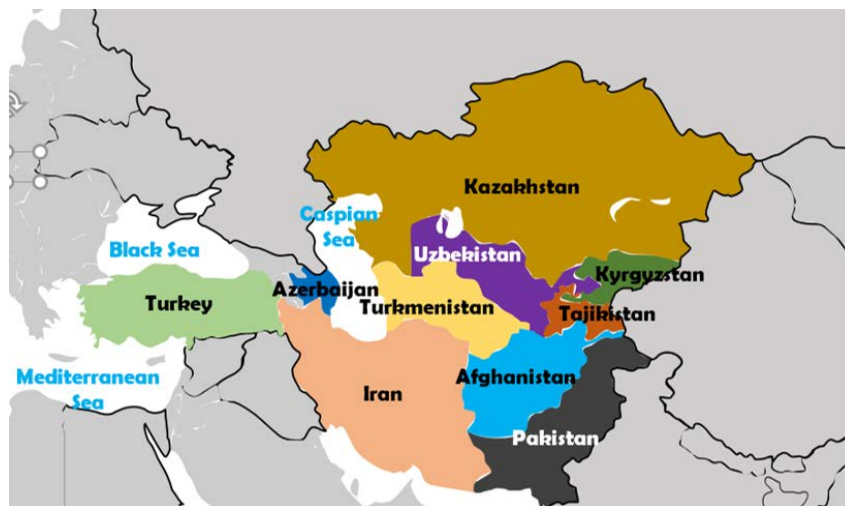 Kazakhstan
Caspian
Sea
Black Sea
Uzbekistan
Kyrgyzstan
Azerbaijan
Turkey
Turkmenistan
Tajikistan
Mediterranean
Sea
Iran
Afghanistan
Pakistan